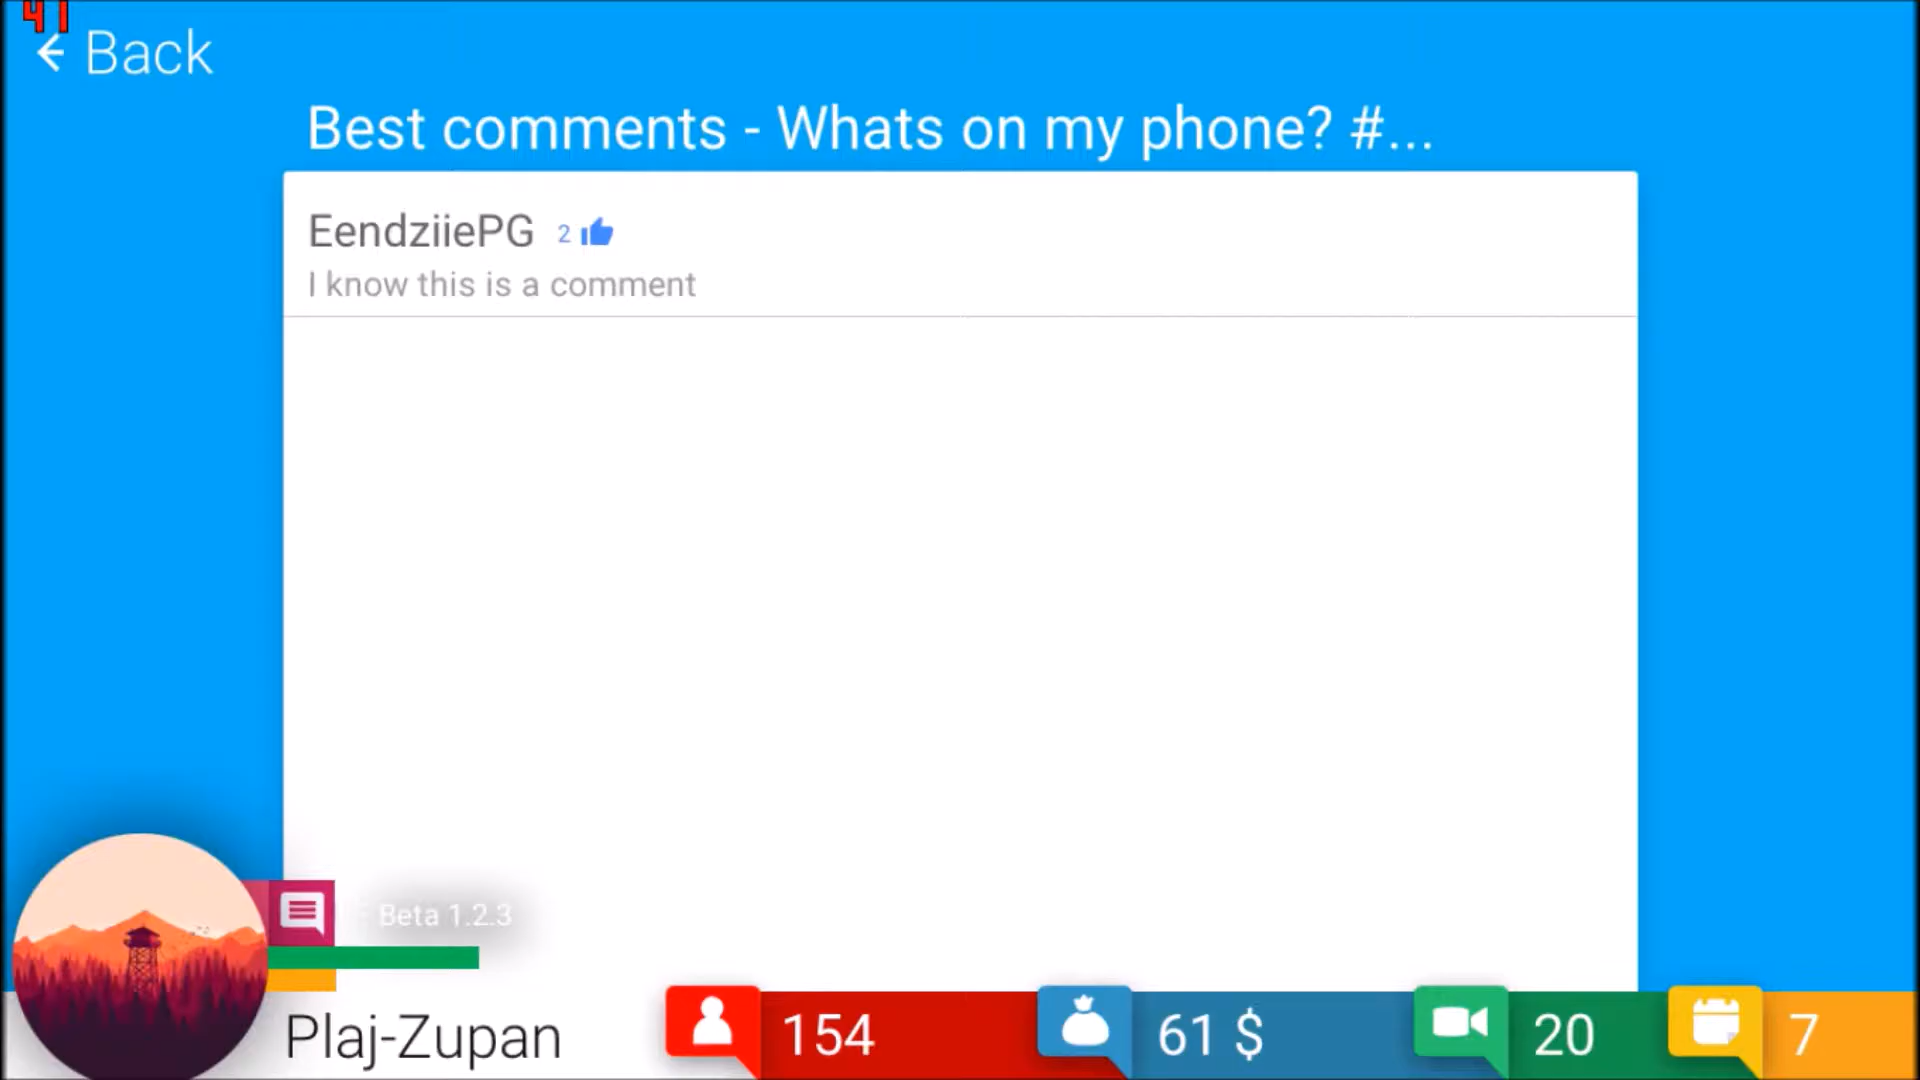 41
Back
Best comments - Whats on my phone? #...
EendziiePG 2
I know this is a comment
Beta 1.2.3
Plaj-Zupan
154
61 $
20
7